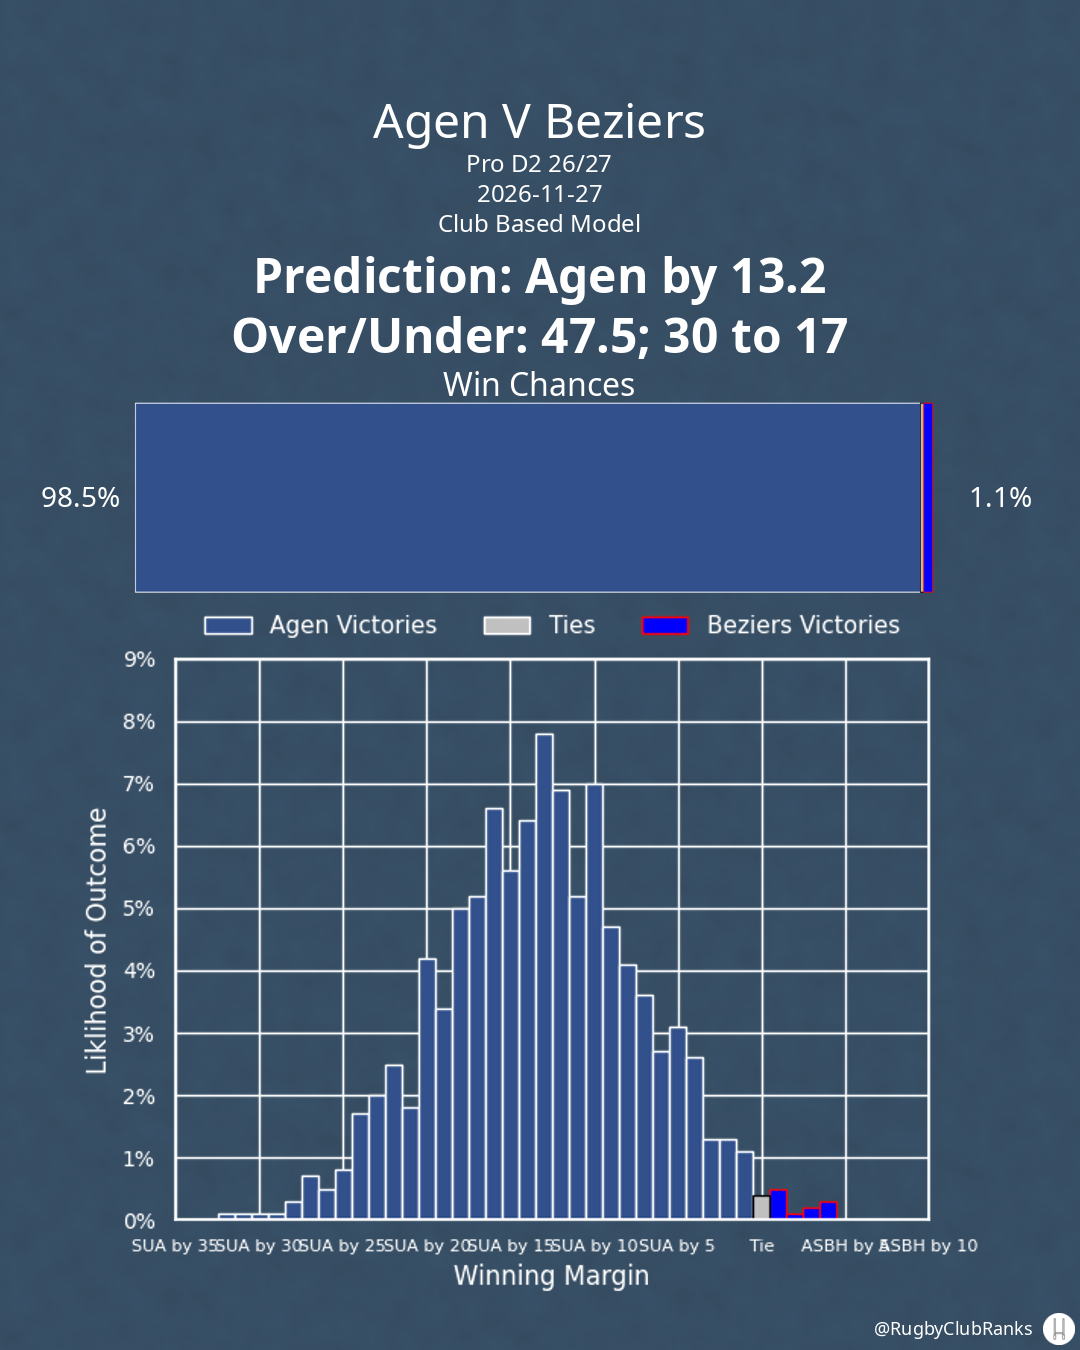 Agen V Beziers
Pro D2 26/27
2026-11-27
Club Based Model
Prediction: Agen by 13.2
Over/Under: 47.5; 30 to 17
Win Chances
98.5%
1.1%
Agen Victories
Ties
Beziers Victories
9%
8%
7%
6%
5%
4%
3%
2%
1%
0%
Liklihood of Outcome
SUA by 35
SUA by 30
SUA by 25
SUA by 20
SUA by 15
SUA by 10
SUA by 5
Tie
ASBH by 5
ASBH by 10
Winning Margin
@RugbyClubRanks